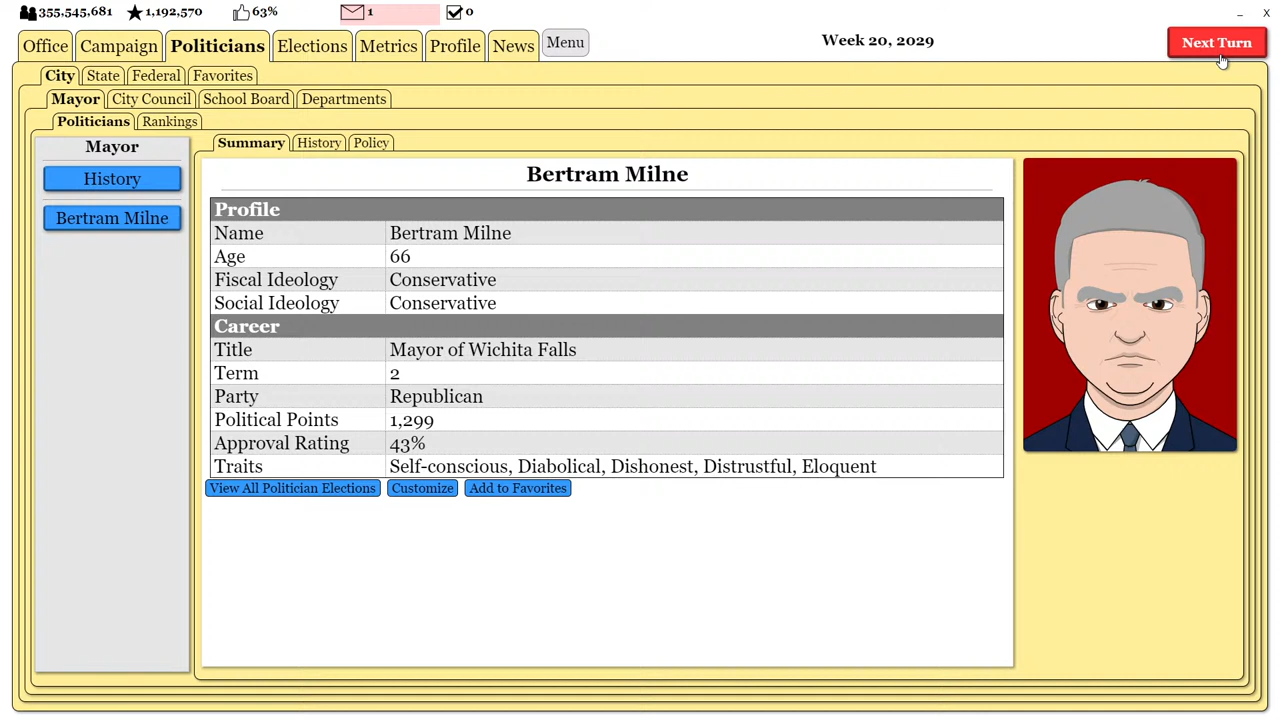 355,545,681 1,192,570 63% 1 0 _ X
Office Campaign Politicians Elections Metrics Profile News Menu Week 20, 2029 Next Turn
City State Federal Favorites
Mayor City Council School Board Departments
Politicians Rankings
Mayor
History
Bertram Milne
Summary History Policy
Bertram Milne
Profile
Name Bertram Milne
Age 66
Fiscal Ideology Conservative
Social Ideology Conservative
Career
Title Mayor of Wichita Falls
Term 2
Party Republican
Political Points 1,299
Approval Rating 43%
Traits Self-conscious, Diabolical, Dishonest, Distrustful, Eloquent
View All Politician Elections Customize Add to Favorites